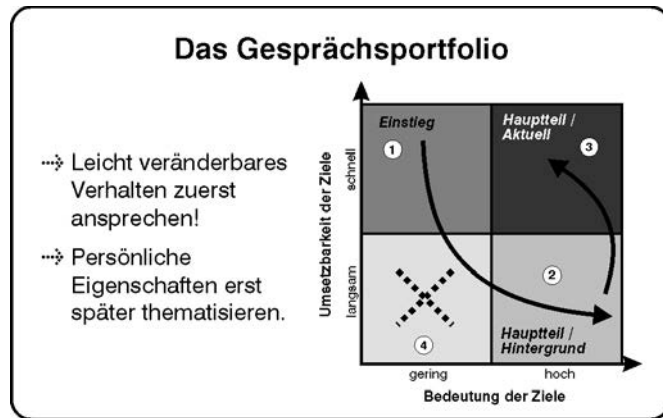 Das Gesprächsportfolio
Leicht veränderbares
Verhalten zuerst
ansprechen!
Persönliche
Eigenschaften erst
später thematisieren.
Umsetzbarkeit der Ziele
schnell
langsam
Einstieg
1
Hauptteil /
Aktuell
3
2
Hauptteil /
Hintergrund
4
gering
hoch
Bedeutung der Ziele